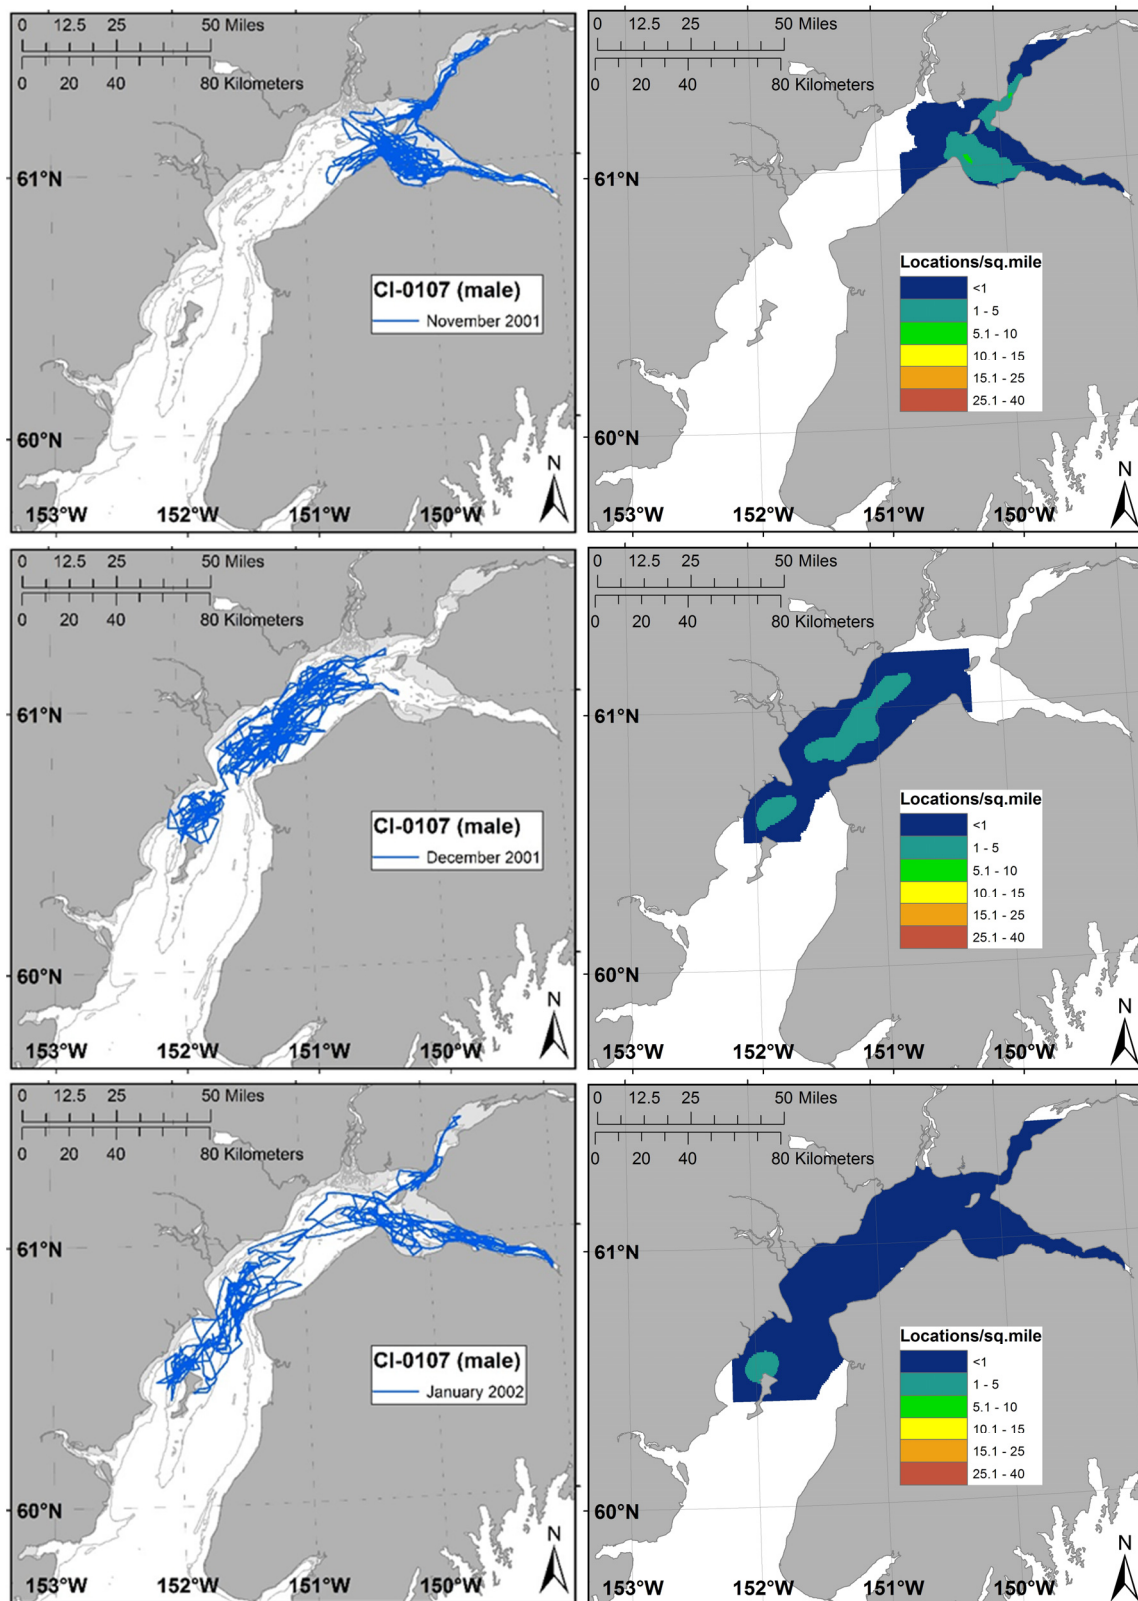 0 12.5 25 50 Miles
0 20 40 80 Kilometers
61°N
CI-0107 (male)
November 2001
60°N
N
153°W 152°W 151°W 150°W
0 12.5 25 50 Miles
0 20 40 80 Kilometers
61°N
Locations/sq.mile
<1
1 - 5
5.1 - 10
10.1 - 15
15.1 - 25
25.1 - 40
60°N
N
153°W 152°W 151°W 150°W
0 12.5 25 50 Miles
0 20 40 80 Kilometers
61°N
CI-0107 (male)
December 2001
60°N
N
153°W 152°W 151°W 150°W
0 12.5 25 50 Miles
0 20 40 80 Kilometers
61°N
Locations/sq.mile
<1
1 - 5
5.1 - 10
10.1 - 15
15.1 - 25
25.1 - 40
60°N
N
153°W 152°W 151°W 150°W
0 12.5 25 50 Miles
0 20 40 80 Kilometers
61°N
CI-0107 (male)
January 2002
60°N
N
153°W 152°W 151°W 150°W
0 12.5 25 50 Miles
0 20 40 80 Kilometers
61°N
Locations/sq.mile
<1
1 - 5
5.1 - 10
10.1 - 15
15.1 - 25
25.1 - 40
60°N
N
153°W 152°W 151°W 150°W